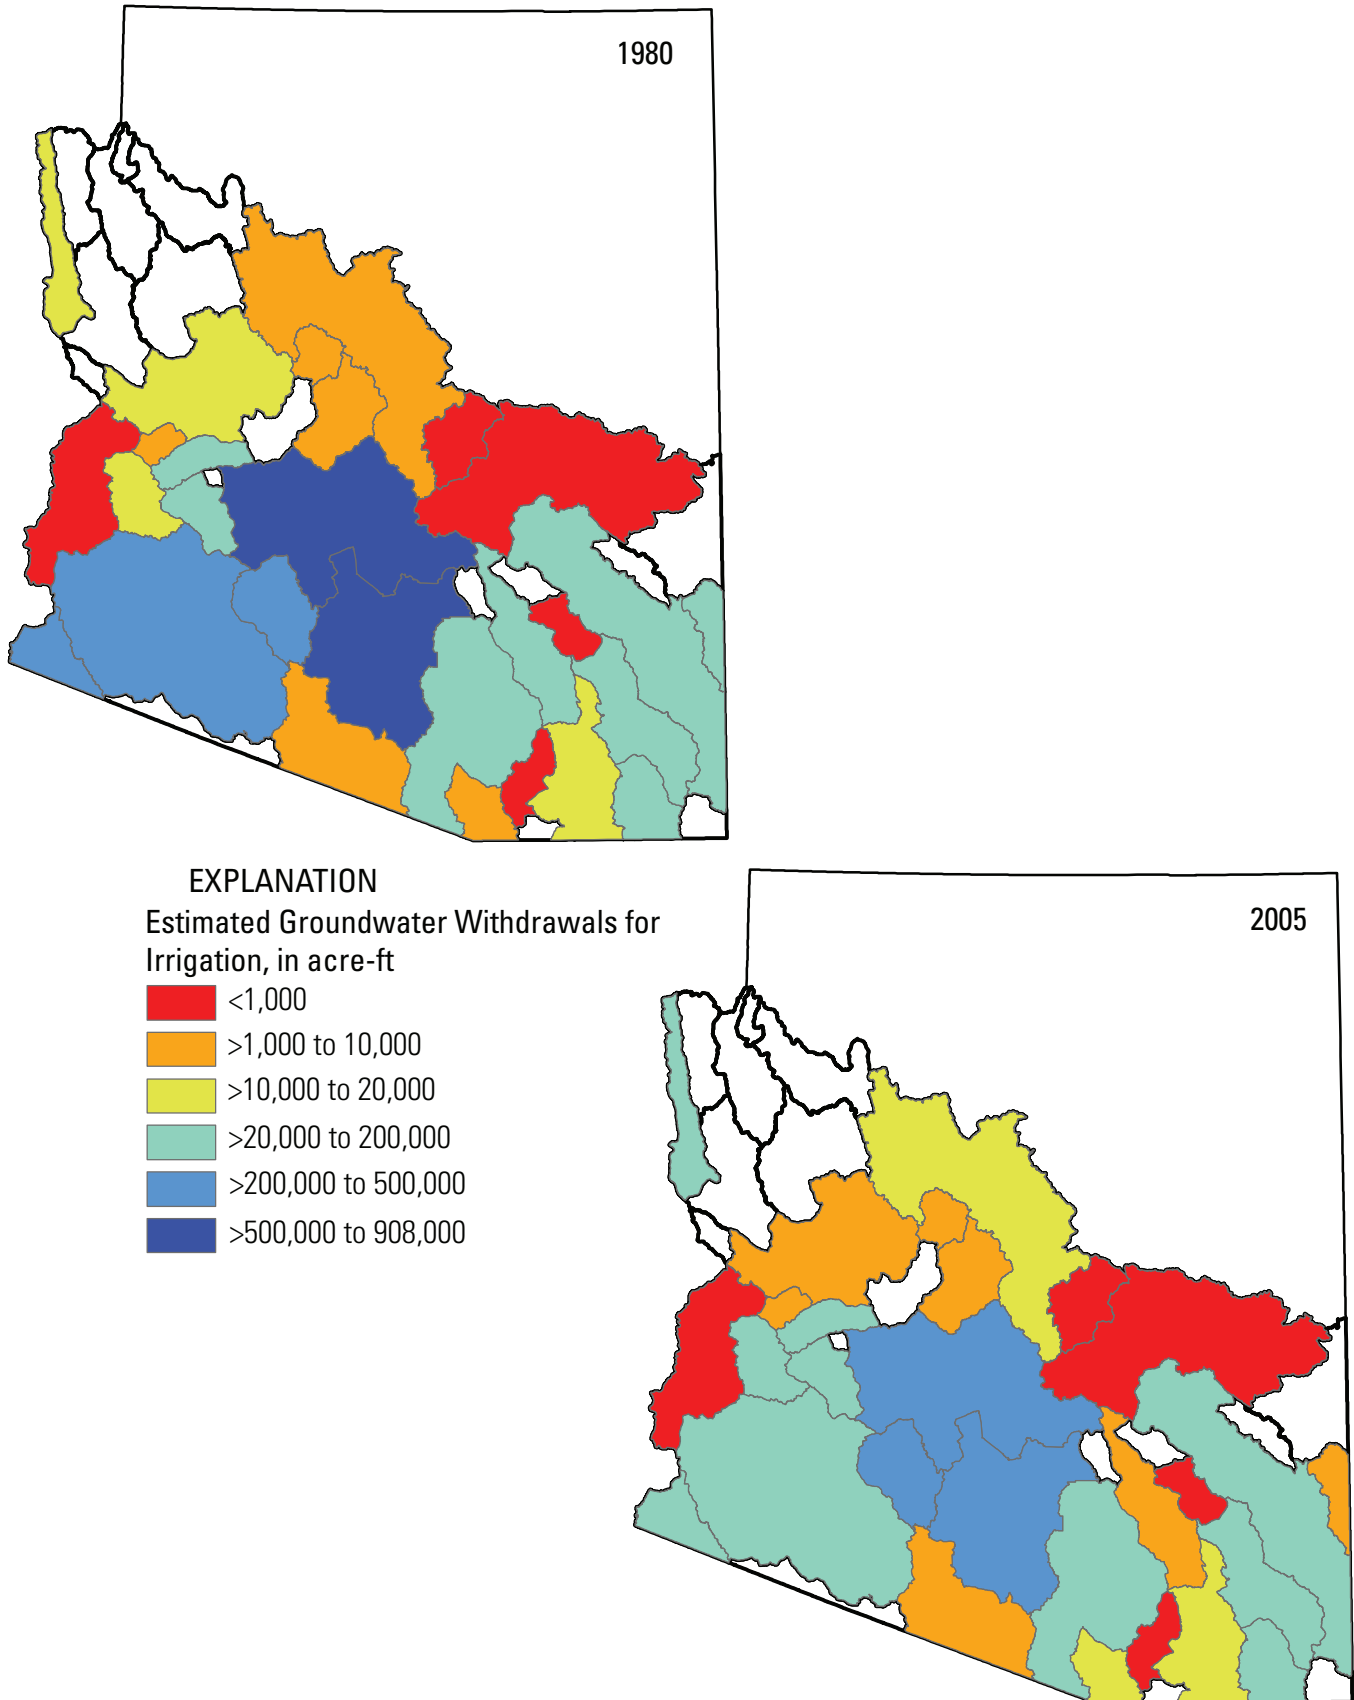 1980
EXPLANATION
Estimated Groundwater Withdrawals for
Irrigation, in acre-ft
<1,000
>1,000 to 10,000
>10,000 to 20,000
>20,000 to 200,000
>200,000 to 500,000
>500,000 to 908,000
2005